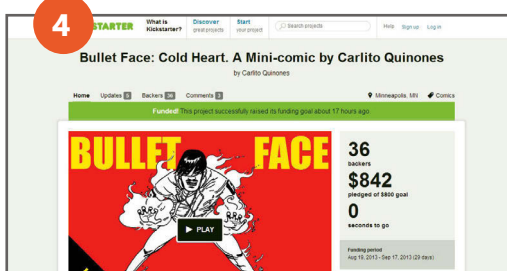 4
STARTER
What is Kickstarter?
Discover great projects
Start your project
Search projects
Help Sign up Log in
Bullet Face: Cold Heart. A Mini-comic by Carlito Quinones
by Carlito Quinones
Home Updates 5 Backers 36 Comments 2
Minneapolis, MN Comics
Funded! This project successfully raised its funding goal about 17 hours ago
BULLET FACE
PLAY
36
backers
$842
pledged of $800 goal
0
seconds to go
Funding period
Aug 19, 2013 - Sep 17, 2013 (29 days)